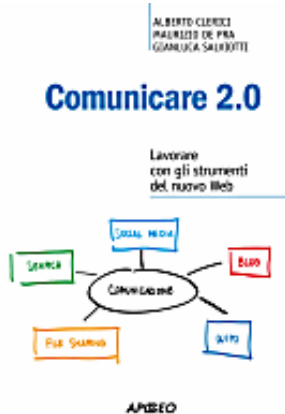 ALBERTO CLERICI
MAURIZIO DE PRA
GIANLUCA SALVIOTTI
Comunicare 2.0
Lavorare
con gli strumenti
del nuovo Web
SOCIAL MEDIA
SEARCH
BLOG
COMUNICAZIONE
FILE SHARING
WIKI
APOGEO